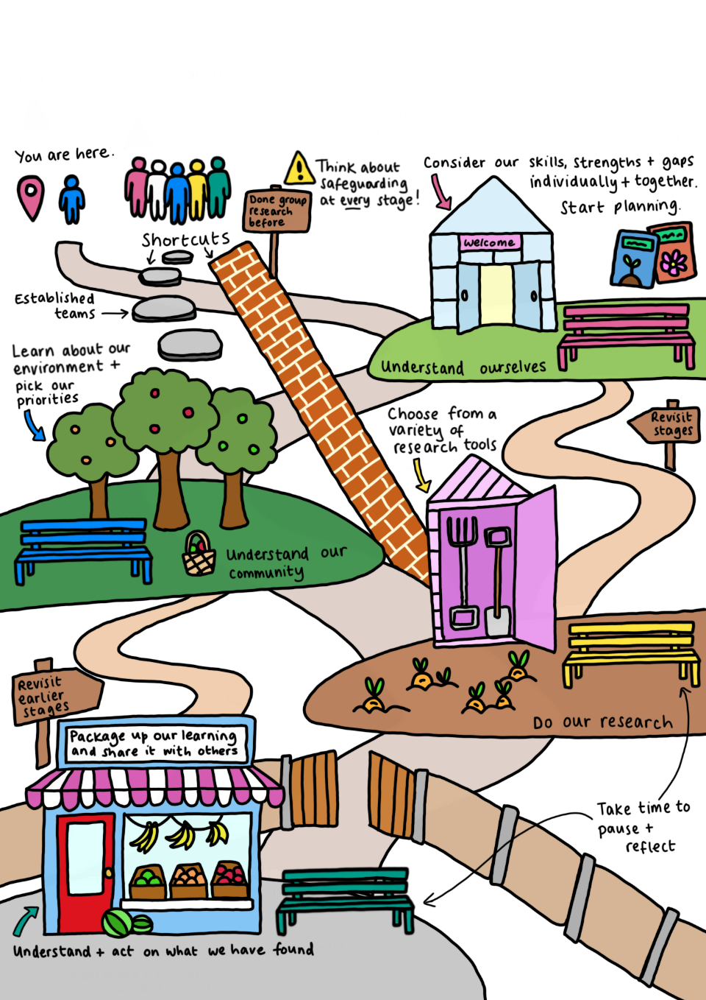 You are here.
Think about
safeguarding
at every stage!
Consider our skills, strengths + gaps
individually + together.
Start planning.
Done group
research
before
Shortcuts
Welcome
Established
teams
Learn about our
environment +
pick our
priorities
Understand ourselves
Choose from a
variety of
research tools
Revisit
stages
Understand our
community
Revisit
earlier
stages
Do our research
Package up our learning
and share it with others
Take time to
pause +
reflect
Understand + act on what we have found